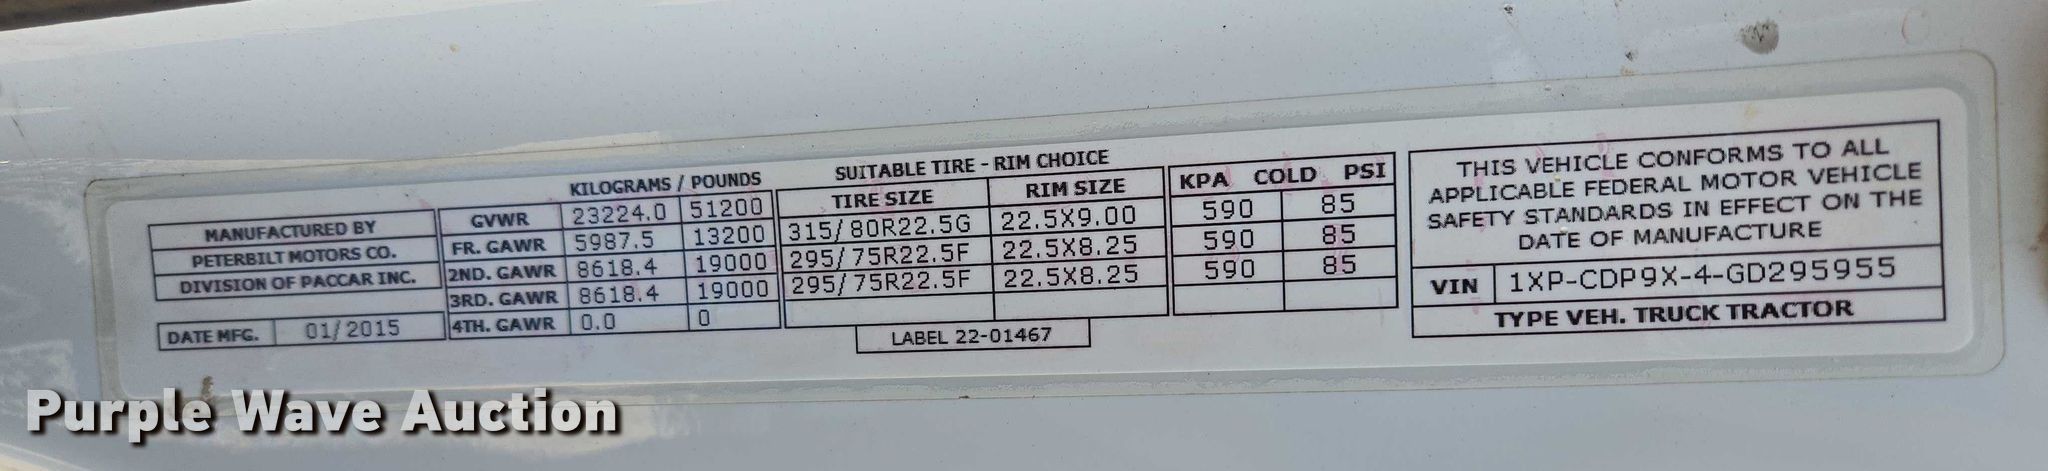 MANUFACTURED BY
PETERBILT MOTORS CO.
DIVISION OF PACCAR INC.
DATE MFG. 01/2015
KILOGRAMS / POUNDS
GVWR 23224.0 51200
FR. GAWR 5987.5 13200
2ND. GAWR 8618.4 19000
3RD. GAWR 8618.4 19000
4TH. GAWR 0.0 0
SUITABLE TIRE - RIM CHOICE
TIRE SIZE RIM SIZE
315/80R22.5G 22.5X9.00
295/75R22.5F 22.5X8.25
295/75R22.5F 22.5X8.25
KPA COLD PSI
590 85
590 85
590 85
LABEL 22-01467
THIS VEHICLE CONFORMS TO ALL
APPLICABLE FEDERAL MOTOR VEHICLE
SAFETY STANDARDS IN EFFECT ON THE
DATE OF MANUFACTURE
VIN 1XP-CDP9X-4-GD295955
TYPE VEH. TRUCK TRACTOR
Purple Wave Auction